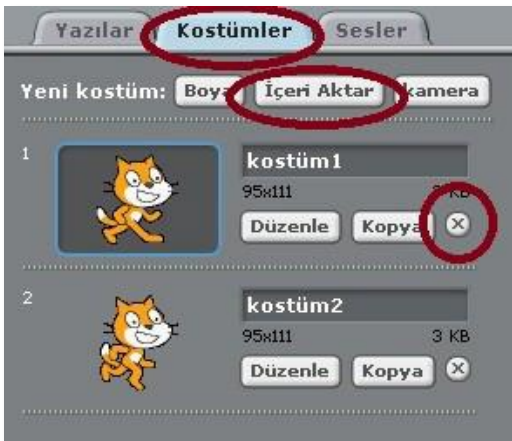 Yazılar Kostümler Sesler
Yeni kostüm: Boya İçeri Aktar kamera
1
kostüm1
95x111 3 KB
Düzenle Kopya
2
kostüm2
95x111 3 KB
Düzenle Kopya